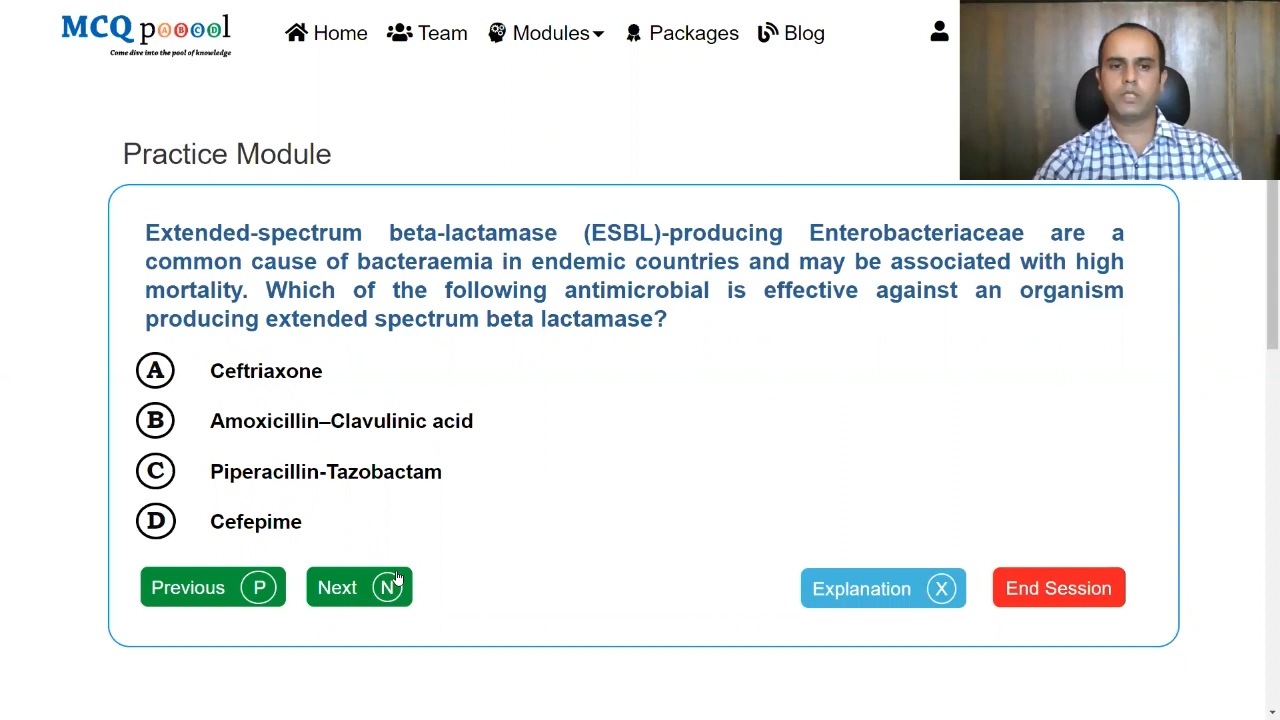 MCQ poool
A B C D
Come dive into the pool of knowledge
Home Team Modules Packages Blog
Practice Module
Extended-spectrum beta-lactamase (ESBL)-producing Enterobacteriaceae are a
common cause of bacteraemia in endemic countries and may be associated with high
mortality. Which of the following antimicrobial is effective against an organism
producing extended spectrum beta lactamase?
A Ceftriaxone
B Amoxicillin–Clavulinic acid
C Piperacillin-Tazobactam
D Cefepime
Previous P Next N Explanation X End Session